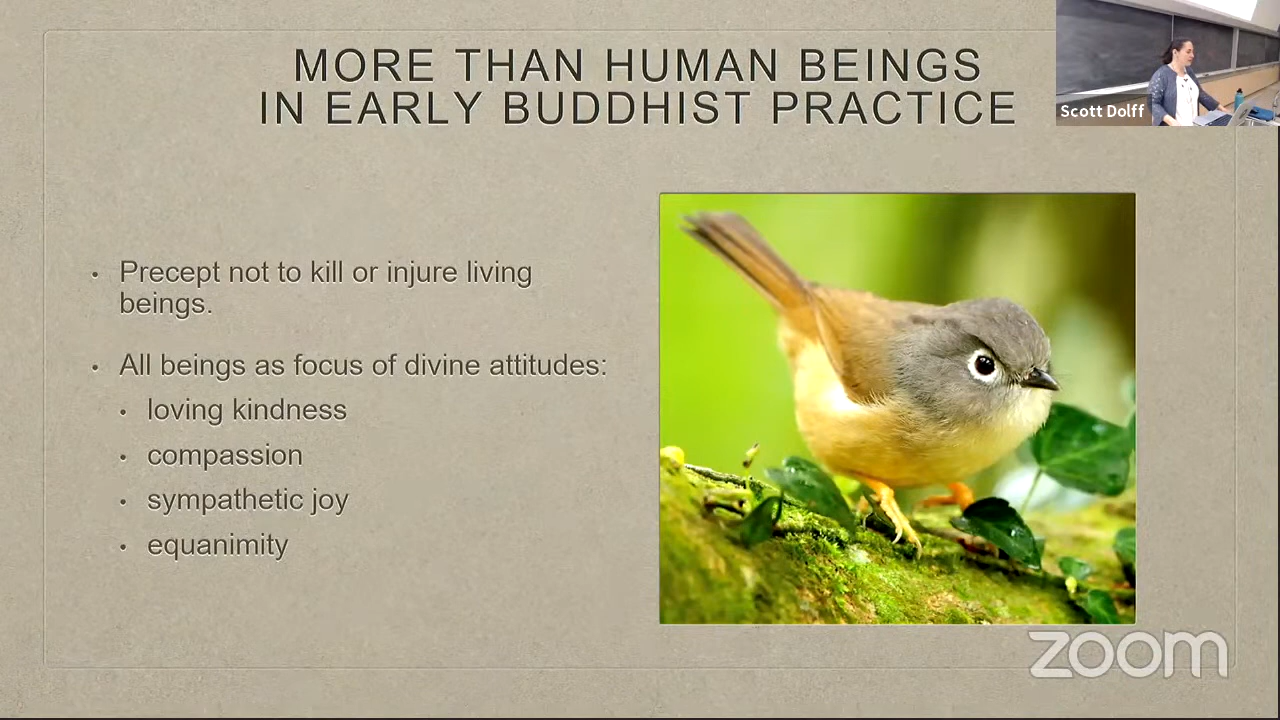 MORE THAN HUMAN BEINGS
IN EARLY BUDDHIST PRACTICE
Scott Dolff
• Precept not to kill or injure living
beings.
• All beings as focus of divine attitudes:
• loving kindness
• compassion
• sympathetic joy
• equanimity
zoom